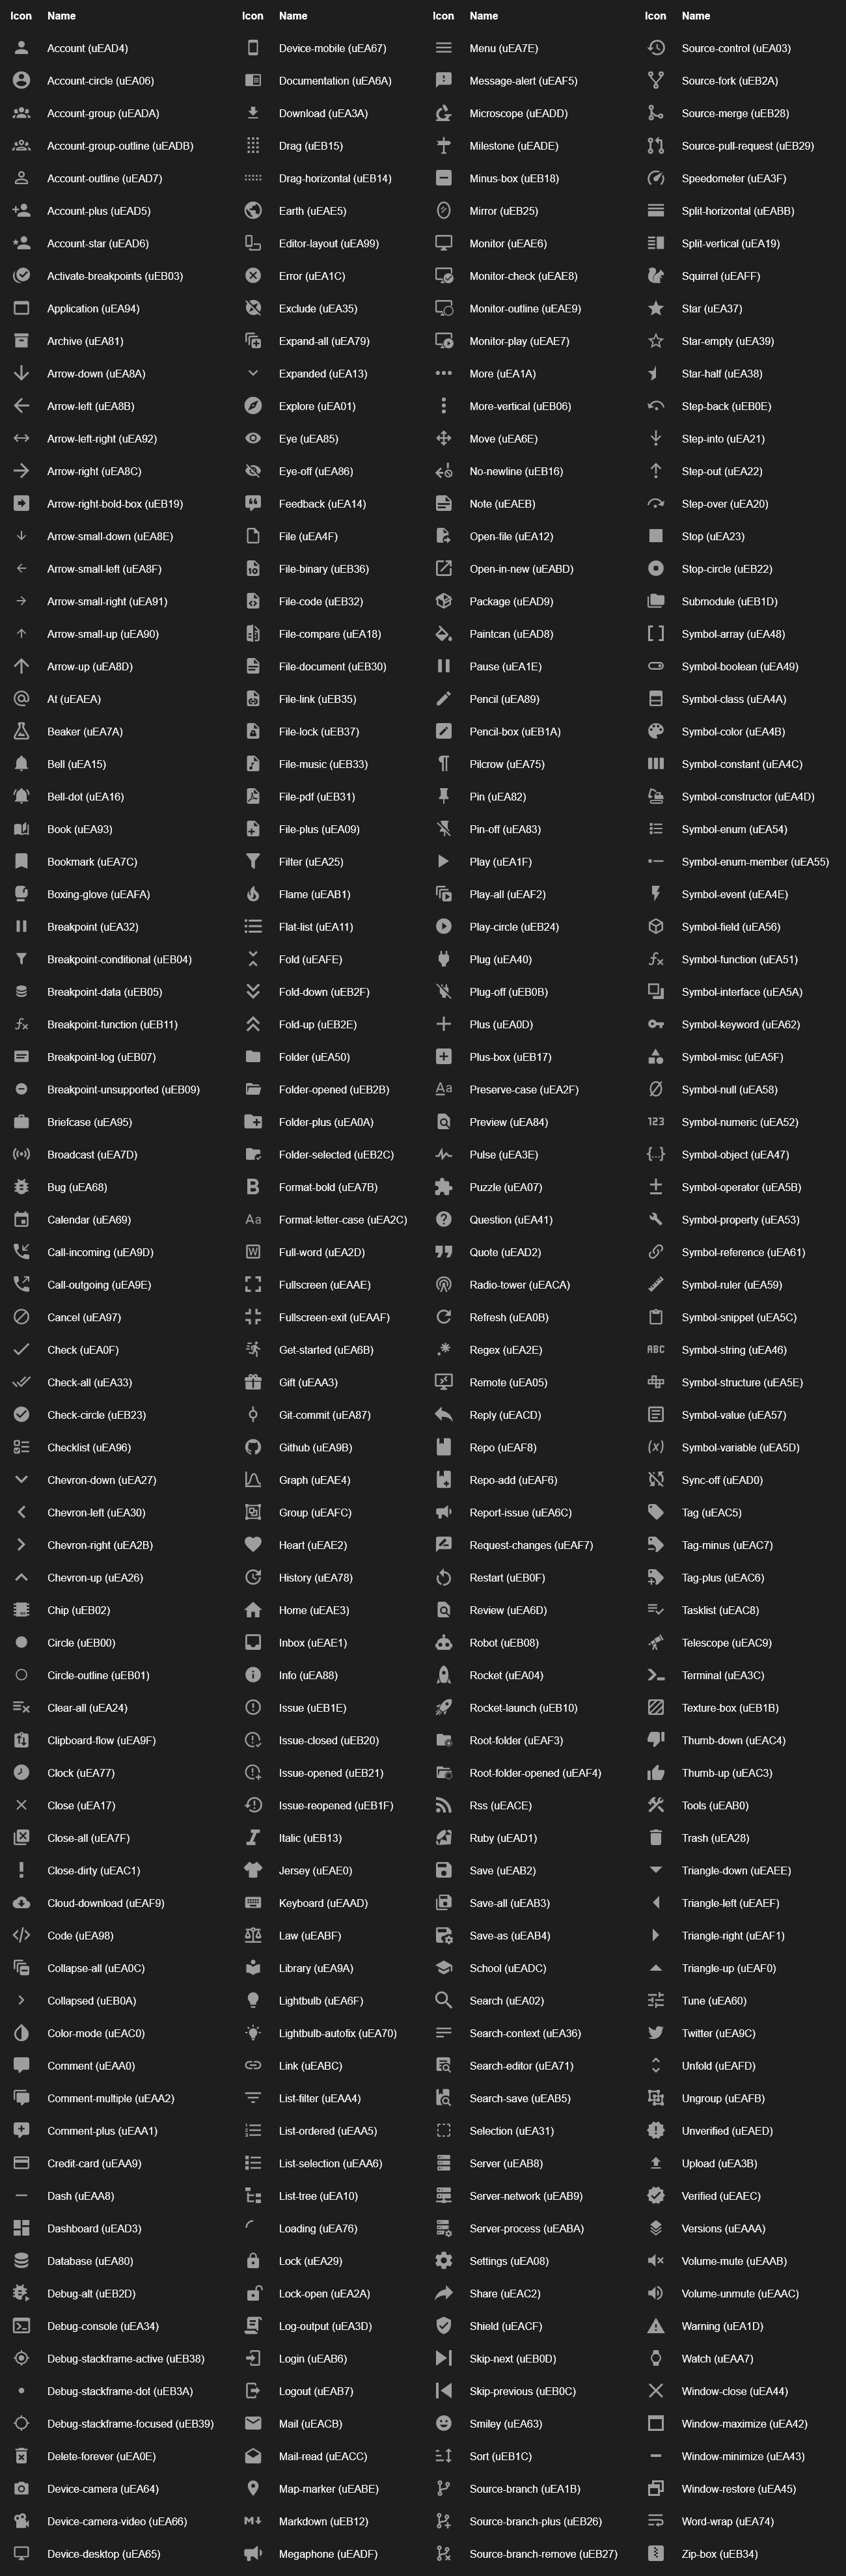 Icon Name Icon Name Icon Name Icon Name
Account (uEAD4) Device-mobile (uEA67) Menu (uEA7E) Source-control (uEA03)
Account-circle (uEA06) Documentation (uEA6A) Message-alert (uEAF5) Source-fork (uEB2A)
Account-group (uEADA) Download (uEA3A) Microscope (uEADD) Source-merge (uEB28)
Account-group-outline (uEADB) Drag (uEB15) Milestone (uEADE) Source-pull-request (uEB29)
Account-outline (uEAD7) Drag-horizontal (uEB14) Minus-box (uEB18) Speedometer (uEA3F)
Account-plus (uEAD5) Earth (uEAE5) Mirror (uEB25) Split-horizontal (uEABB)
Account-star (uEAD6) Editor-layout (uEA99) Monitor (uEAE6) Split-vertical (uEA19)
Activate-breakpoints (uEB03) Error (uEA1C) Monitor-check (uEAE8) Squirrel (uEAFF)
Application (uEA94) Exclude (uEA35) Monitor-outline (uEAE9) Star (uEA37)
Archive (uEA81) Expand-all (uEA79) Monitor-play (uEAE7) Star-empty (uEA39)
Arrow-down (uEA8A) Expanded (uEA13) More (uEA1A) Star-half (uEA38)
Arrow-left (uEA8B) Explore (uEA01) More-vertical (uEB06) Step-back (uEB0E)
Arrow-left-right (uEA92) Eye (uEA85) Move (uEA6E) Step-into (uEA21)
Arrow-right (uEA8C) Eye-off (uEA86) No-newline (uEB16) Step-out (uEA22)
Arrow-right-bold-box (uEB19) Feedback (uEA14) Note (uEAEB) Step-over (uEA20)
Arrow-small-down (uEA8E) File (uEA4F) Open-file (uEA12) Stop (uEA23)
Arrow-small-left (uEA8F) File-binary (uEB36) Open-in-new (uEABD) Stop-circle (uEB22)
Arrow-small-right (uEA91) File-code (uEB32) Package (uEAD9) Submodule (uEB1D)
Arrow-small-up (uEA90) File-compare (uEA18) Paintcan (uEAD8) Symbol-array (uEA48)
Arrow-up (uEA8D) File-document (uEB30) Pause (uEA1E) Symbol-boolean (uEA49)
At (uEAEA) File-link (uEB35) Pencil (uEA89) Symbol-class (uEA4A)
Beaker (uEA7A) File-lock (uEB37) Pencil-box (uEB1A) Symbol-color (uEA4B)
Bell (uEA15) File-music (uEB33) Pilcrow (uEA75) Symbol-constant (uEA4C)
Bell-dot (uEA16) File-pdf (uEB31) Pin (uEA82) Symbol-constructor (uEA4D)
Book (uEA93) File-plus (uEA09) Pin-off (uEA83) Symbol-enum (uEA54)
Bookmark (uEA7C) Filter (uEA25) Play (uEA1F) Symbol-enum-member (uEA55)
Boxing-glove (uEAFA) Flame (uEAB1) Play-all (uEAF2) Symbol-event (uEA4E)
Breakpoint (uEA32) Flat-list (uEA11) Play-circle (uEB24) Symbol-field (uEA56)
Breakpoint-conditional (uEB04) Fold (uEAFE) Plug (uEA40) Symbol-function (uEA51)
Breakpoint-data (uEB05) Fold-down (uEB2F) Plug-off (uEB0B) Symbol-interface (uEA5A)
Breakpoint-function (uEB11) Fold-up (uEB2E) Plus (uEA0D) Symbol-keyword (uEA62)
Breakpoint-log (uEB07) Folder (uEA50) Plus-box (uEB17) Symbol-misc (uEA5F)
Breakpoint-unsupported (uEB09) Folder-opened (uEB2B) Preserve-case (uEA2F) Symbol-null (uEA58)
Briefcase (uEA95) Folder-plus (uEA0A) Preview (uEA84) 123 Symbol-numeric (uEA52)
Broadcast (uEA7D) Folder-selected (uEB2C) Pulse (uEA3E) Symbol-object (uEA47)
Bug (uEA68) Format-bold (uEA7B) Puzzle (uEA07) Symbol-operator (uEA5B)
Calendar (uEA69) Aa Format-letter-case (uEA2C) Question (uEA41) Symbol-property (uEA53)
Call-incoming (uEA9D) Full-word (uEA2D) Quote (uEAD2) Symbol-reference (uEA61)
Call-outgoing (uEA9E) Fullscreen (uEAAE) Radio-tower (uEACA) Symbol-ruler (uEA59)
Cancel (uEA97) Fullscreen-exit (uEAAF) Refresh (uEA0B) Symbol-snippet (uEA5C)
Check (uEA0F) Get-started (uEA6B) Regex (uEA2E) ABC Symbol-string (uEA46)
Check-all (uEA33) Gift (uEAA3) Remote (uEA05) Symbol-structure (uEA5E)
Check-circle (uEB23) Git-commit (uEA87) Reply (uEACD) Symbol-value (uEA57)
Checklist (uEA96) Github (uEA9B) Repo (uEAF8) Symbol-variable (uEA5D)
Chevron-down (uEA27) Graph (uEAE4) Repo-add (uEAF6) Sync-off (uEAD0)
Chevron-left (uEA30) Group (uEAFC) Report-issue (uEA6C) Tag (uEAC5)
Chevron-right (uEA2B) Heart (uEAE2) Request-changes (uEAF7) Tag-minus (uEAC7)
Chevron-up (uEA26) History (uEA78) Restart (uEB0F) Tag-plus (uEAC6)
Chip (uEB02) Home (uEAE3) Review (uEA6D) Tasklist (uEAC8)
Circle (uEB00) Inbox (uEAE1) Robot (uEB08) Telescope (uEAC9)
Circle-outline (uEB01) Info (uEA88) Rocket (uEA04) Terminal (uEA3C)
Clear-all (uEA24) Issue (uEB1E) Rocket-launch (uEB10) Texture-box (uEB1B)
Clipboard-flow (uEA9F) Issue-closed (uEB20) Root-folder (uEAF3) Thumb-down (uEAC4)
Clock (uEA77) Issue-opened (uEB21) Root-folder-opened (uEAF4) Thumb-up (uEAC3)
Close (uEA17) Issue-reopened (uEB1F) Rss (uEACE) Tools (uEAB0)
Close-all (uEA7F) Italic (uEB13) Ruby (uEAD1) Trash (uEA28)
Close-dirty (uEAC1) Jersey (uEAE0) Save (uEAB2) Triangle-down (uEAEE)
Cloud-download (uEAF9) Keyboard (uEAAD) Save-all (uEAB3) Triangle-left (uEAEF)
Code (uEA98) Law (uEABF) Save-as (uEAB4) Triangle-right (uEAF1)
Collapse-all (uEA0C) Library (uEA9A) School (uEADC) Triangle-up (uEAF0)
Collapsed (uEB0A) Lightbulb (uEA6F) Search (uEA02) Tune (uEA60)
Color-mode (uEAC0) Lightbulb-autofix (uEA70) Search-context (uEA36) Twitter (uEA9C)
Comment (uEAA0) Link (uEABC) Search-editor (uEA71) Unfold (uEAFD)
Comment-multiple (uEAA2) List-filter (uEAA4) Search-save (uEAB5) Ungroup (uEAFB)
Comment-plus (uEAA1) List-ordered (uEAA5) Selection (uEA31) Unverified (uEAED)
Credit-card (uEAA9) List-selection (uEAA6) Server (uEAB8) Upload (uEA3B)
Dash (uEAA8) List-tree (uEA10) Server-network (uEAB9) Verified (uEAEC)
Dashboard (uEAD3) Loading (uEA76) Server-process (uEABA) Versions (uEAAA)
Database (uEA80) Lock (uEA29) Settings (uEA08) Volume-mute (uEAAB)
Debug-alt (uEB2D) Lock-open (uEA2A) Share (uEAC2) Volume-unmute (uEAAC)
Debug-console (uEA34) Log-output (uEA3D) Shield (uEACF) Warning (uEA1D)
Debug-stackframe-active (uEB38) Login (uEAB6) Skip-next (uEB0D) Watch (uEAA7)
Debug-stackframe-dot (uEB3A) Logout (uEAB7) Skip-previous (uEB0C) Window-close (uEA44)
Debug-stackframe-focused (uEB39) Mail (uEACB) Smiley (uEA63) Window-maximize (uEA42)
Delete-forever (uEA0E) Mail-read (uEACC) Sort (uEB1C) Window-minimize (uEA43)
Device-camera (uEA64) Map-marker (uEABE) Source-branch (uEA1B) Window-restore (uEA45)
Device-camera-video (uEA66) Markdown (uEB12) Source-branch-plus (uEB26) Word-wrap (uEA74)
Device-desktop (uEA65) Megaphone (uEADF) Source-branch-remove (uEB27) Zip-box (uEB34)